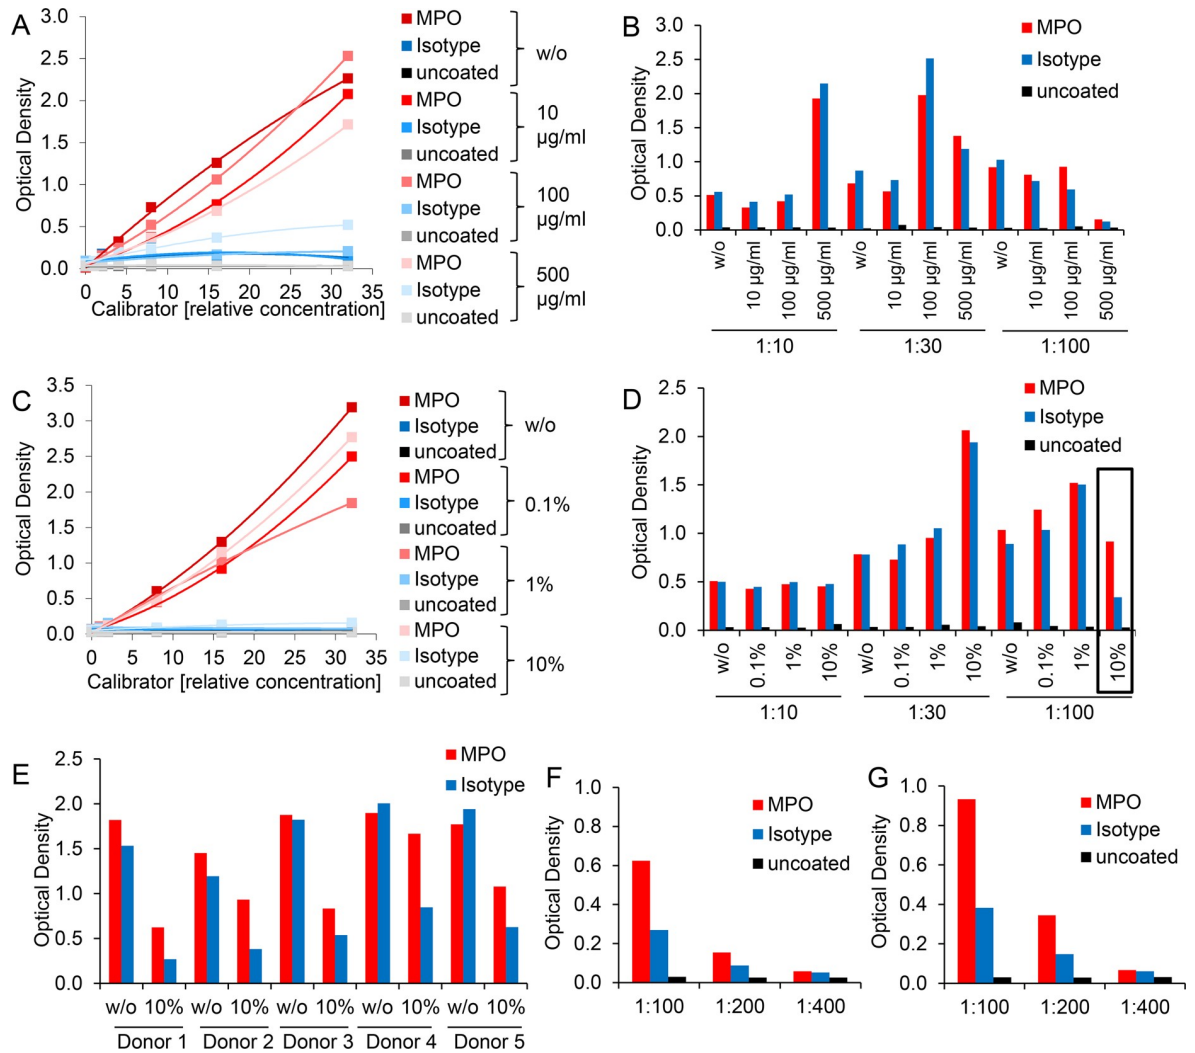 A
3.0
2.5
2.0
1.5
1.0
0.5
0.0
Optical Density
0 5 10 15 20 25 30 35
Calibrator [relative concentration]
MPO
Isotype
uncoated
w/o
MPO
Isotype
uncoated
10
µg/ml
MPO
Isotype
uncoated
100
µg/ml
MPO
Isotype
uncoated
500
µg/ml
B
3.0
2.5
2.0
1.5
1.0
0.5
0.0
Optical Density
MPO
Isotype
uncoated
w/o
10 µg/ml
100 µg/ml
500 µg/ml
w/o
10 µg/ml
100 µg/ml
500 µg/ml
w/o
10 µg/ml
100 µg/ml
500 µg/ml
1:10 1:30 1:100
C
3.5
3.0
2.5
2.0
1.5
1.0
0.5
0.0
Optical Density
0 5 10 15 20 25 30 35
Calibrator [relative concentration]
MPO
Isotype
uncoated
w/o
MPO
Isotype
uncoated
0.1%
MPO
Isotype
uncoated
1%
MPO
Isotype
uncoated
10%
D
2.5
2.0
1.5
1.0
0.5
0.0
Optical Density
MPO
Isotype
uncoated
w/o
0.1%
1%
10%
w/o
0.1%
1%
10%
w/o
0.1%
1%
10%
1:10 1:30 1:100
E
2.5
2.0
1.5
1.0
0.5
0.0
Optical Density
MPO
Isotype
w/o 10% w/o 10% w/o 10% w/o 10% w/o 10%
Donor 1 Donor 2 Donor 3 Donor 4 Donor 5
F
1.0
0.8
0.6
0.4
0.2
0.0
Optical Density
MPO
Isotype
uncoated
1:100 1:200 1:400
G
1.0
0.8
0.6
0.4
0.2
0.0
Optical Density
MPO
Isotype
uncoated
1:100 1:200 1:400